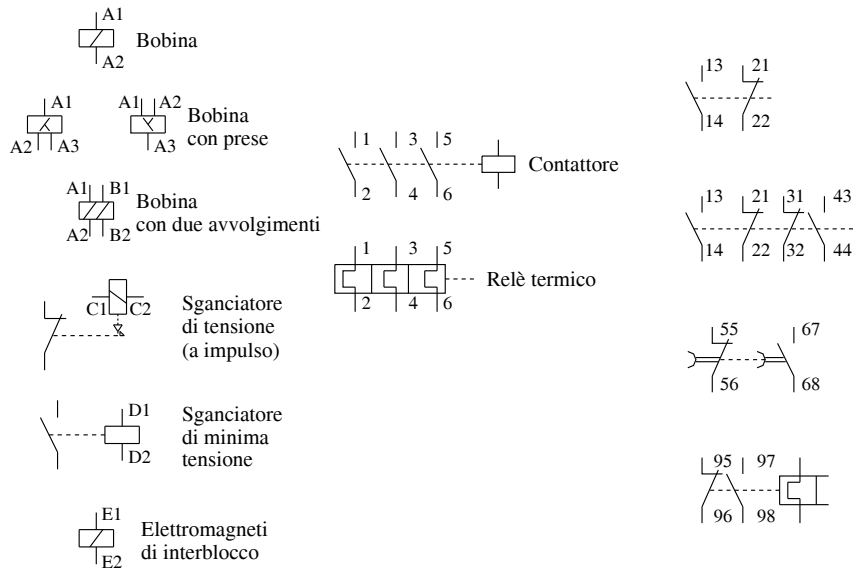 A1
Bobina
A2
A1
A2 A3
A1 A2
A3
Bobina
con prese
A1 B1
A2 B2
Bobina
con due avvolgimenti
C1 C2
Sganciatore
di tensione
(a impulso)
D1
D2
Sganciatore
di minima
tensione
E1
E2
Elettromagneti
di interblocco
1 3 5
2 4 6
Contattore
1 3 5
2 4 6
Relè termico
13 21
14 22
13 21 31 43
14 22 32 44
55 67
56 68
95 97
96 98